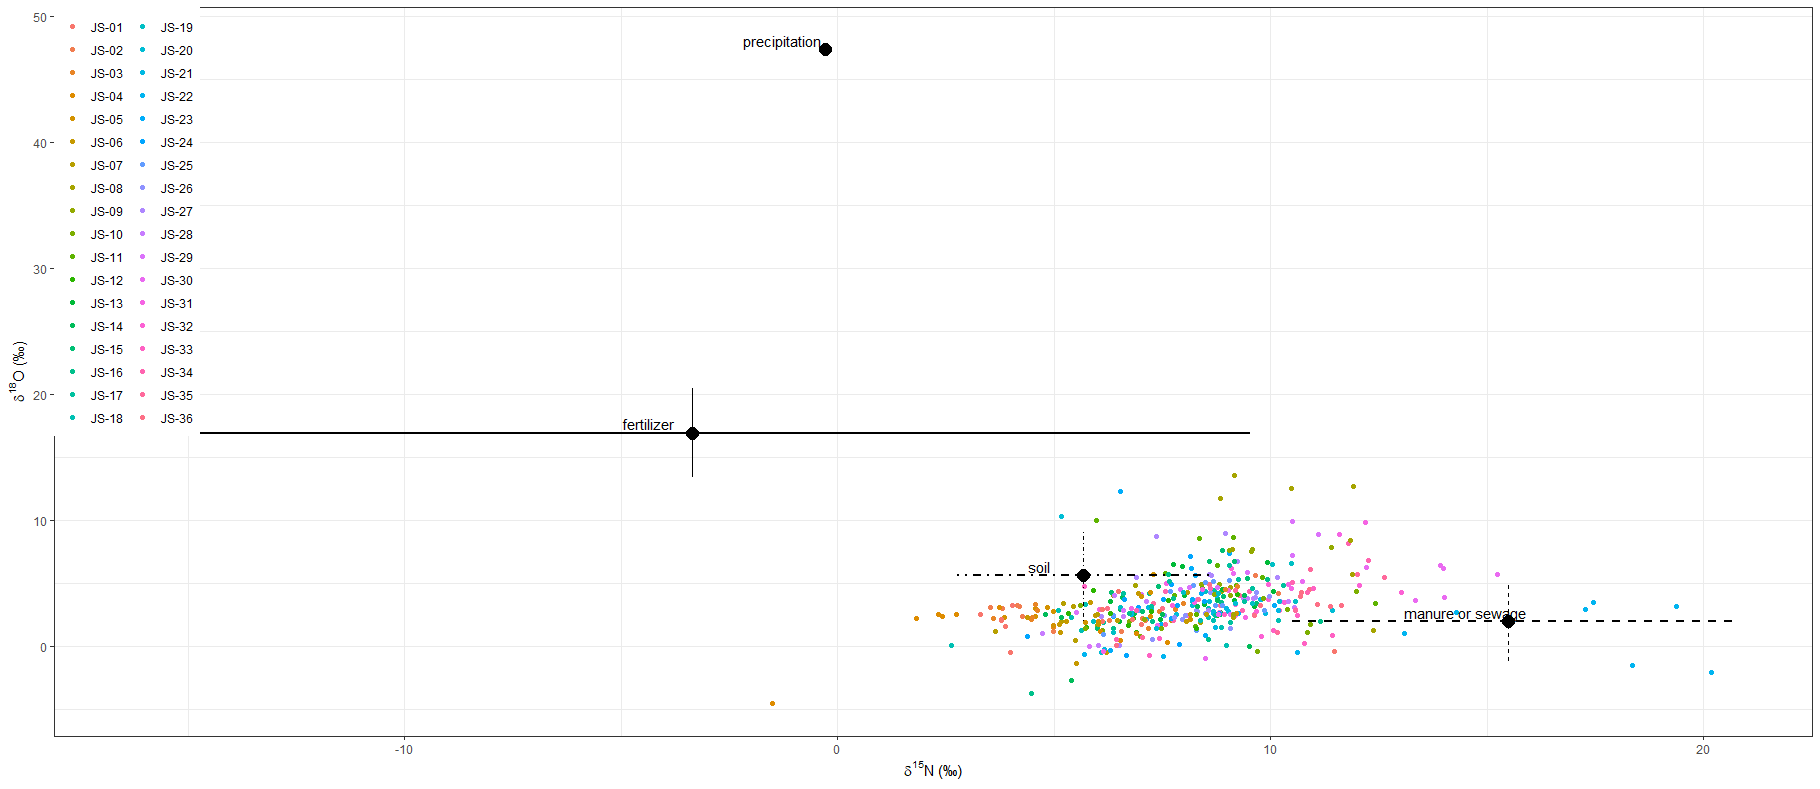 50
precipitation
40
30
20
10
0
δ18O (‰)
JS-01 JS-19
JS-02 JS-20
JS-03 JS-21
JS-04 JS-22
JS-05 JS-23
JS-06 JS-24
JS-07 JS-25
JS-08 JS-26
JS-09 JS-27
JS-10 JS-28
JS-11 JS-29
JS-12 JS-30
JS-13 JS-31
JS-14 JS-32
JS-15 JS-33
JS-16 JS-34
JS-17 JS-35
JS-18 JS-36
fertilizer
soil
manure or sewage
-10 0 10 20
δ15N (‰)